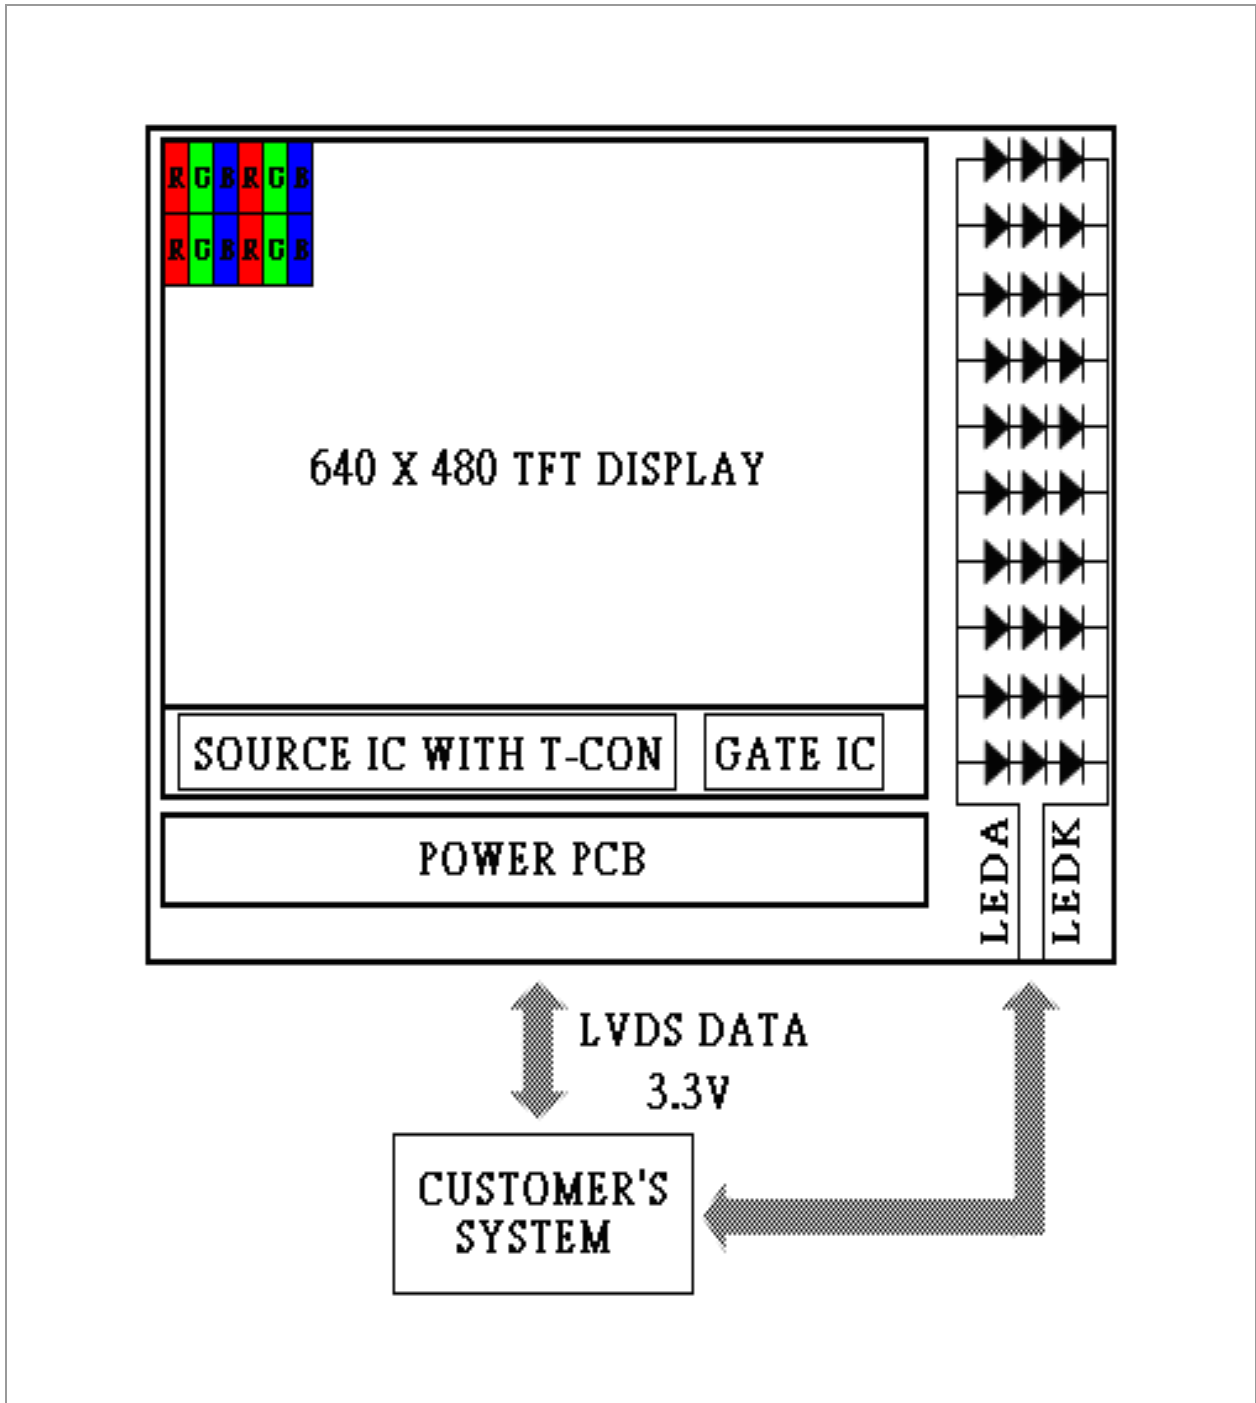 R G B R G B
R G B R G B
640 X 480 TFT DISPLAY
SOURCE IC WITH T-CON
GATE IC
POWER PCB
LEDA
LEDK
LVDS DATA
3.3V
CUSTOMER'S
SYSTEM